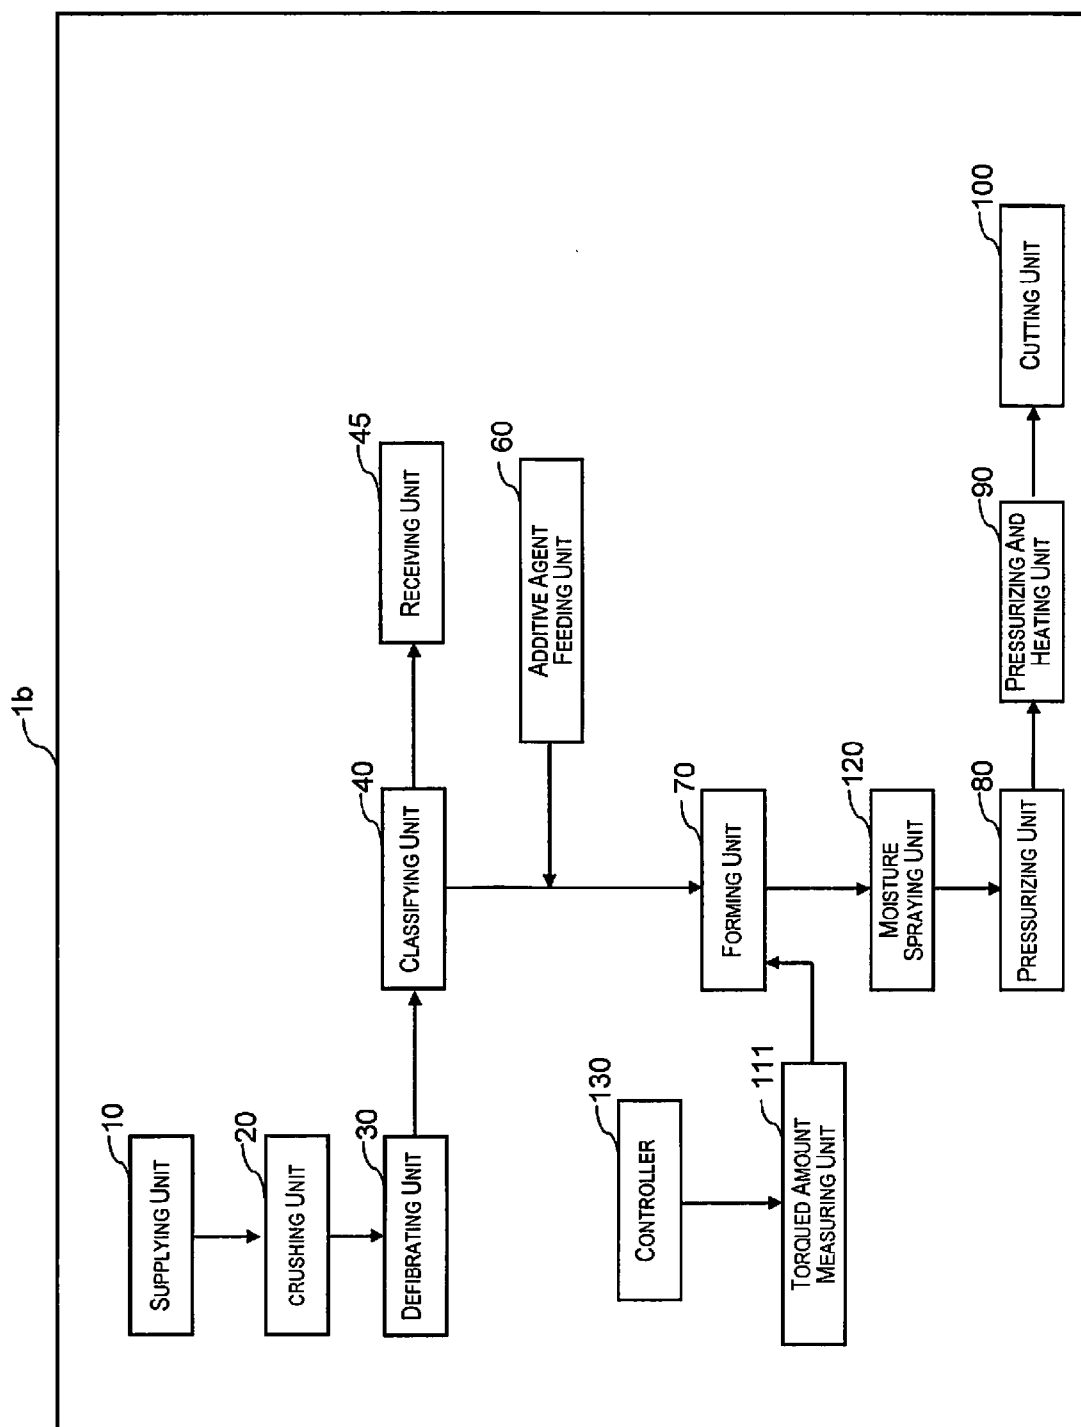 1b
10
SUPPLYING UNIT
20
CRUSHING UNIT
30
DEFIBRATING UNIT
40
CLASSIFYING UNIT
45
RECEIVING UNIT
60
ADDITIVE AGENT
FEEDING UNIT
130
CONTROLLER
111
TORQUED AMOUNT
MEASURING UNIT
70
FORMING UNIT
120
MOISTURE
SPRAYING UNIT
80
PRESSURIZING UNIT
90
PRESSURIZING AND
HEATING UNIT
100
CUTTING UNIT